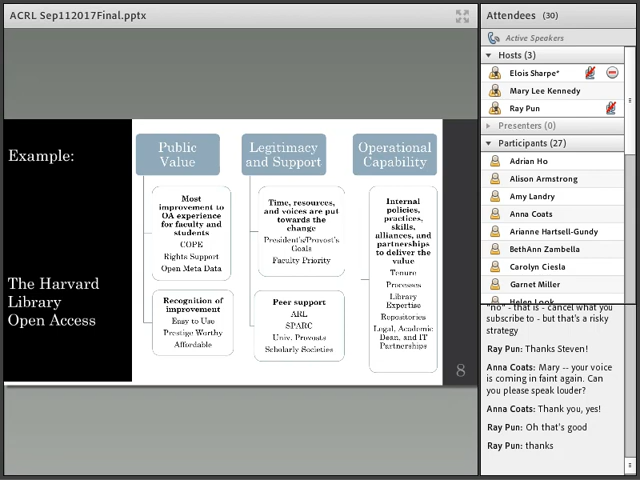 ACRL Sep112017Final.pptx
Example:
The Harvard
Library
Open Access
Public
Value
Most
improvement to
OA experience
for faculty and
students
COPE
Rights Support
Open Meta Data
Recognition of
improvement
Easy to Use
Prestige Worthy
Affordable
Legitimacy
and Support
Time, resources,
and voices are put
towards the
change
President's/Provost's
Goals
Faculty Priority
Peer support
ARL
SPARC
Univ. Provosts
Scholarly Societies
Operational
Capability
Internal
policies,
practices,
skills,
alliances, and
partnerships
to deliver the
value
Tenure
Processes
Library
Expertise
Repositories
Legal, Academic
Dean, and IT
Partnerships
8
Attendees (30)
Active Speakers
Hosts (3)
Elois Sharpe*
Mary Lee Kennedy
Ray Pun
Presenters (0)
Participants (27)
Adrian Ho
Alison Armstrong
Amy Landry
Anna Coats
Arianne Hartsell-Gundy
BethAnn Zambella
Carolyn Ciesla
Garnet Miller
Helen Look
"no" - that is - cancel what you
subscribe to - but that's a risky
strategy
Ray Pun: Thanks Steven!
Anna Coats: Mary -- your voice
is coming in faint again. Can
you please speak louder?
Anna Coats: Thank you, yes!
Ray Pun: Oh that's good
Ray Pun: thanks